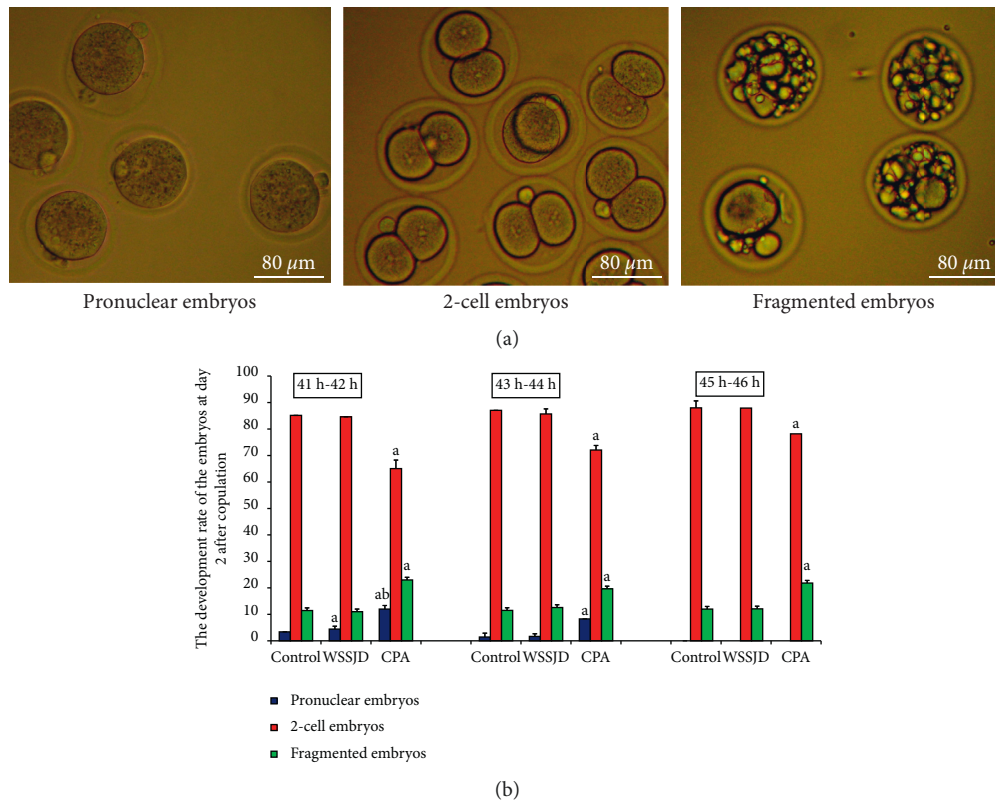 80 μm
80 μm
80 μm
Pronuclear embryos
2-cell embryos
Fragmented embryos
(a)
The development rate of the embryos at day
2 after copulation
100
90
80
70
60
50
40
30
20
10
0
41 h-42 h
43 h-44 h
45 h-46 h
a
ab
a
a
a
a
a
a
a
Control WSSJD CPA
Control WSSJD CPA
Control WSSJD CPA
Pronuclear embryos
2-cell embryos
Fragmented embryos
(b)